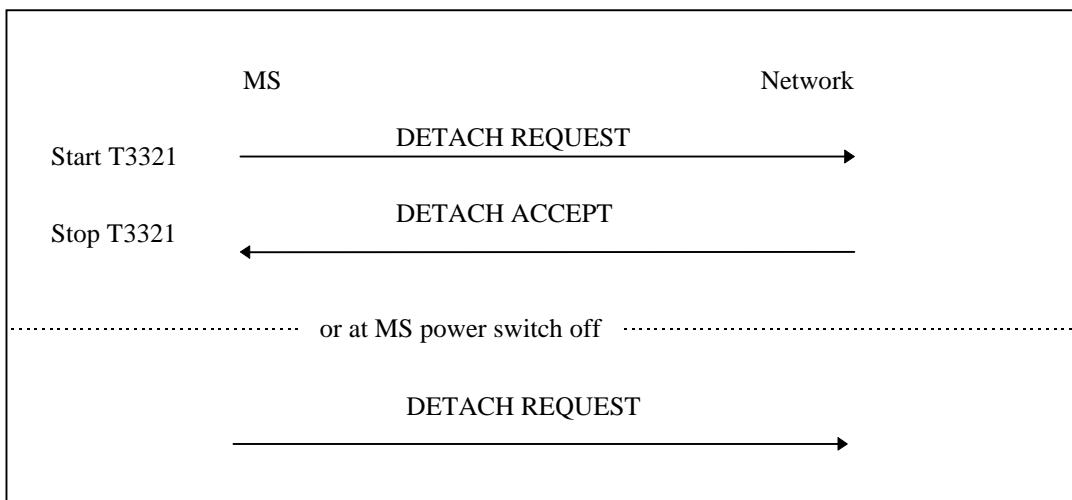 MS Network
Start T3321 DETACH REQUEST
Stop T3321 DETACH ACCEPT
or at MS power switch off
DETACH REQUEST